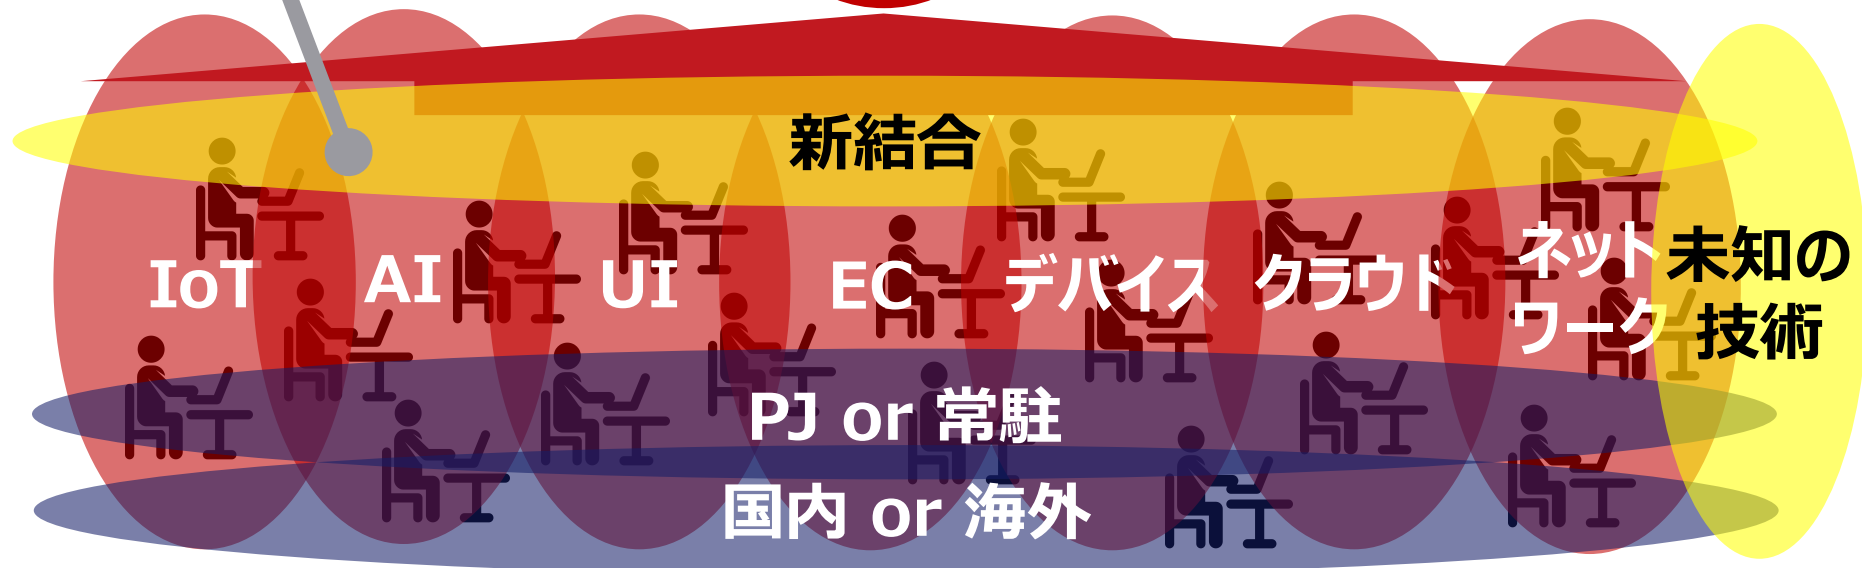 新結合
IoT
AI
UI
EC
デバイス
クラウド
ネット
ワーク
未知の
技術
PJ or 常駐
国内 or 海外